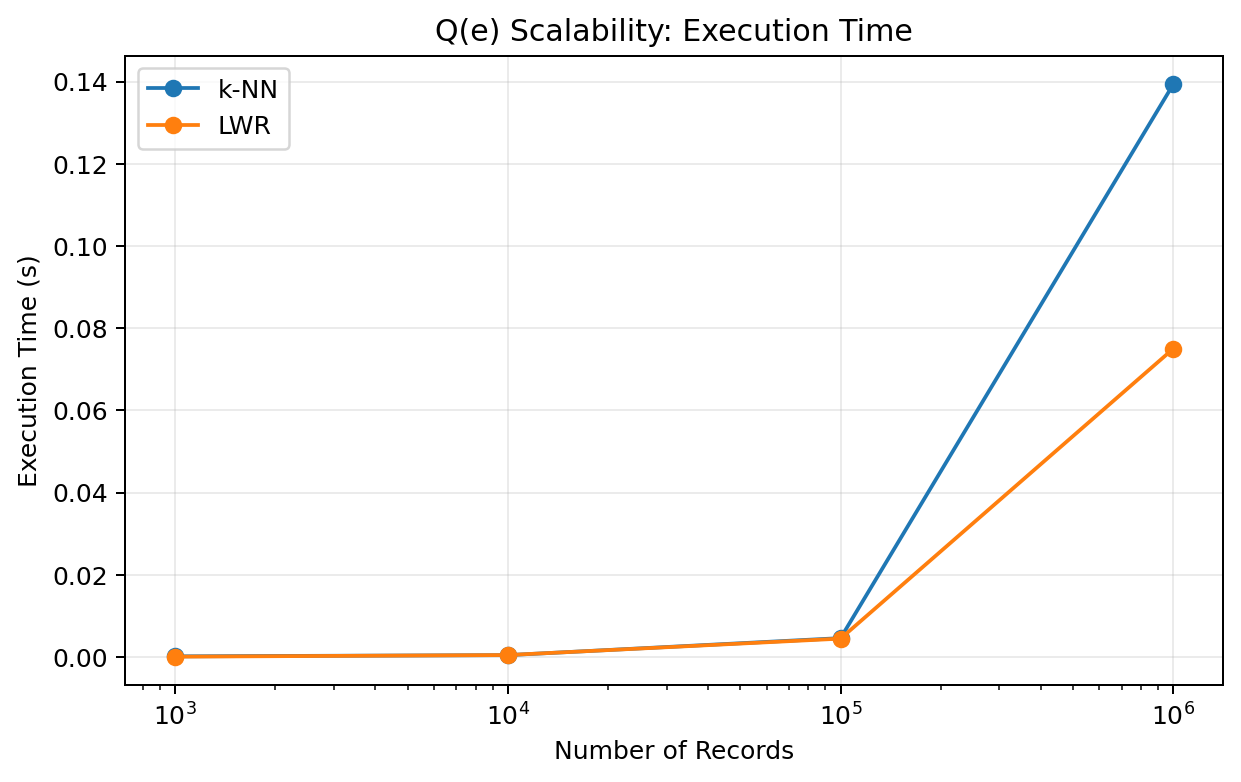 Q(e) Scalability: Execution Time
k-NN
LWR
Execution Time (s)
0.14
0.12
0.10
0.08
0.06
0.04
0.02
0.00
10³ 10⁴ 10⁵ 10⁶
Number of Records